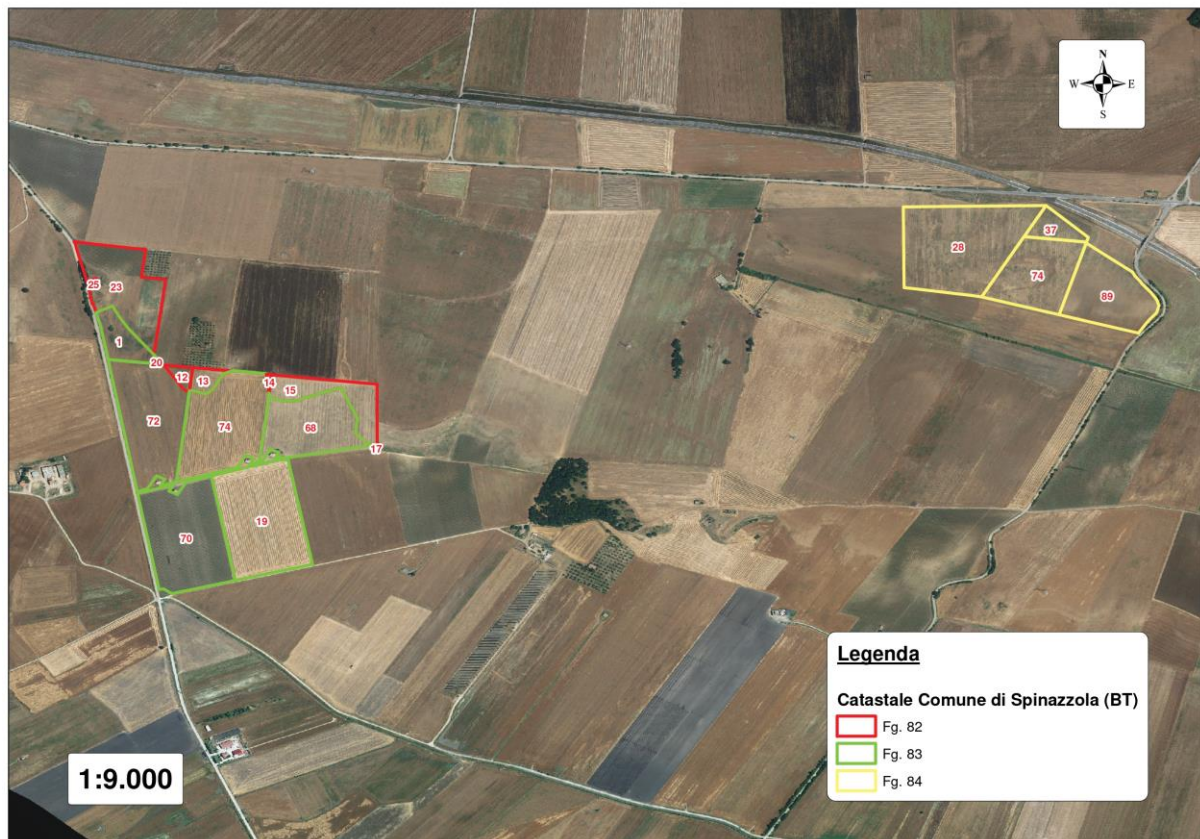 N
W E
S
28
37
74
89
25
23
1
20
12
13
14
15
72
74
68
17
70
19
Legenda
Catastale Comune di Spinazzola (BT)
Fg. 82
Fg. 83
Fg. 84
1:9.000